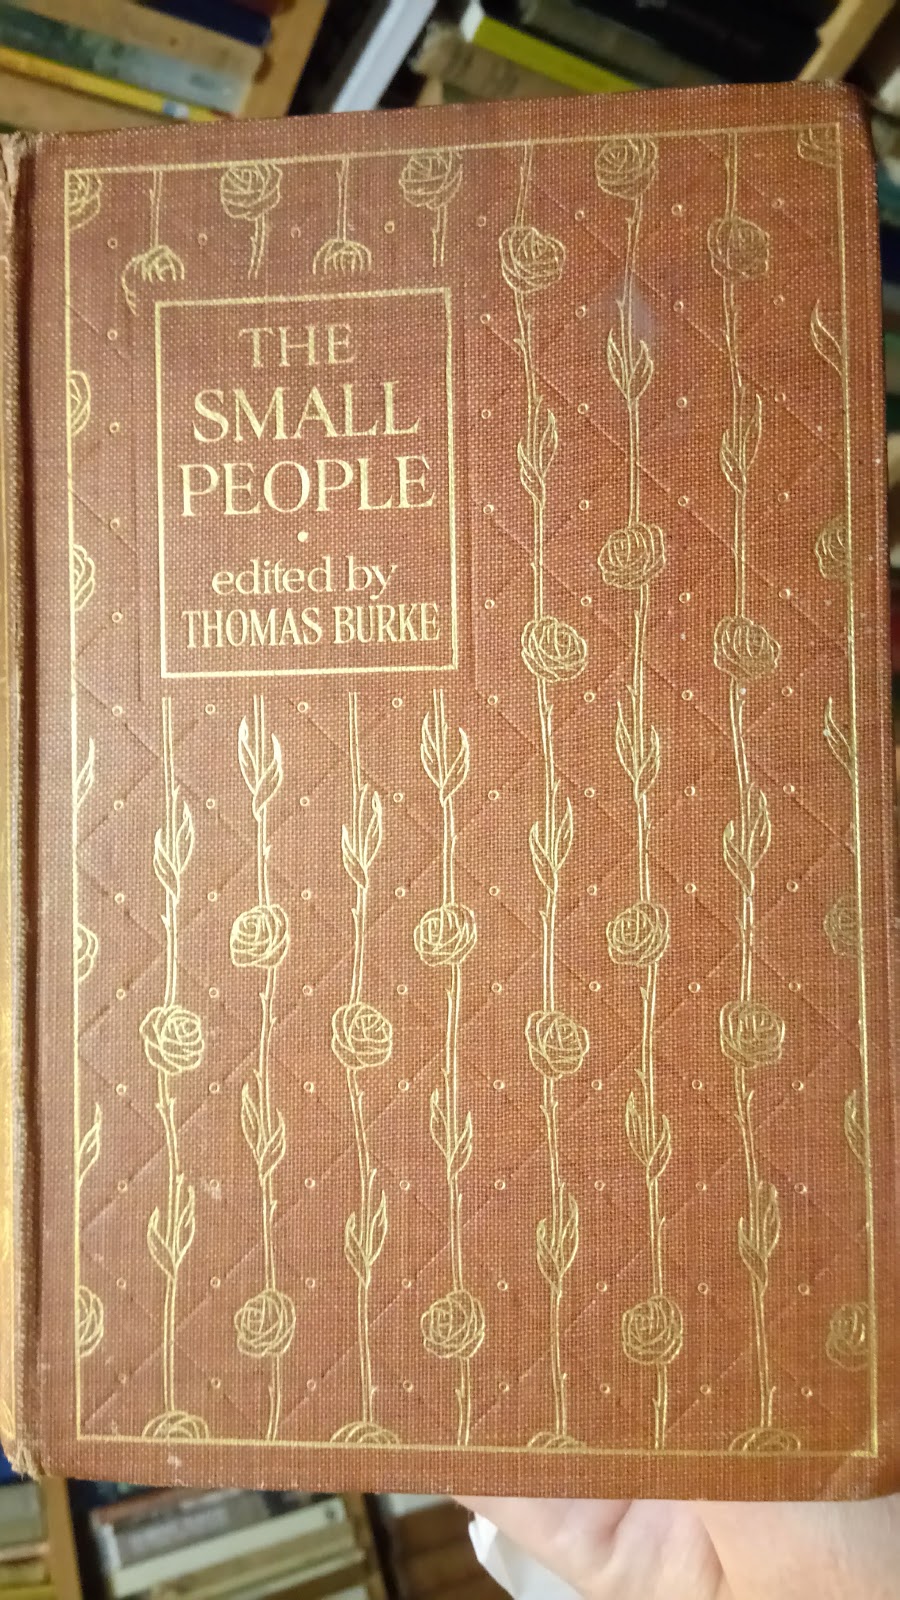 THE
SMALL
PEOPLE
•
edited by
THOMAS BURKE